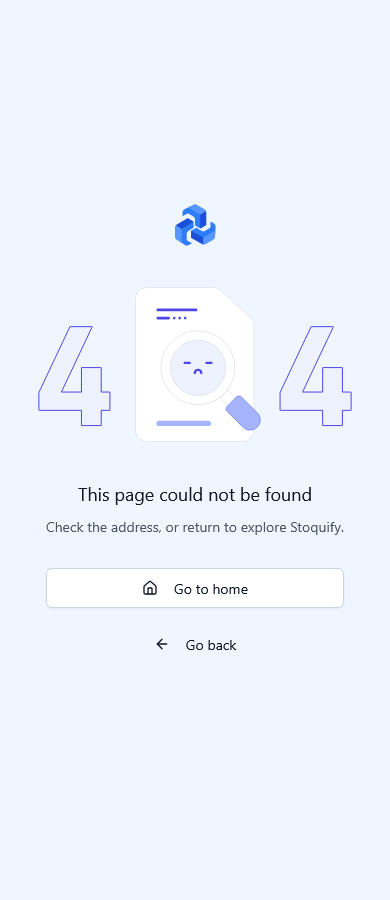 4 4
This page could not be found
Check the address, or return to explore Stoquify.
Go to home
Go back